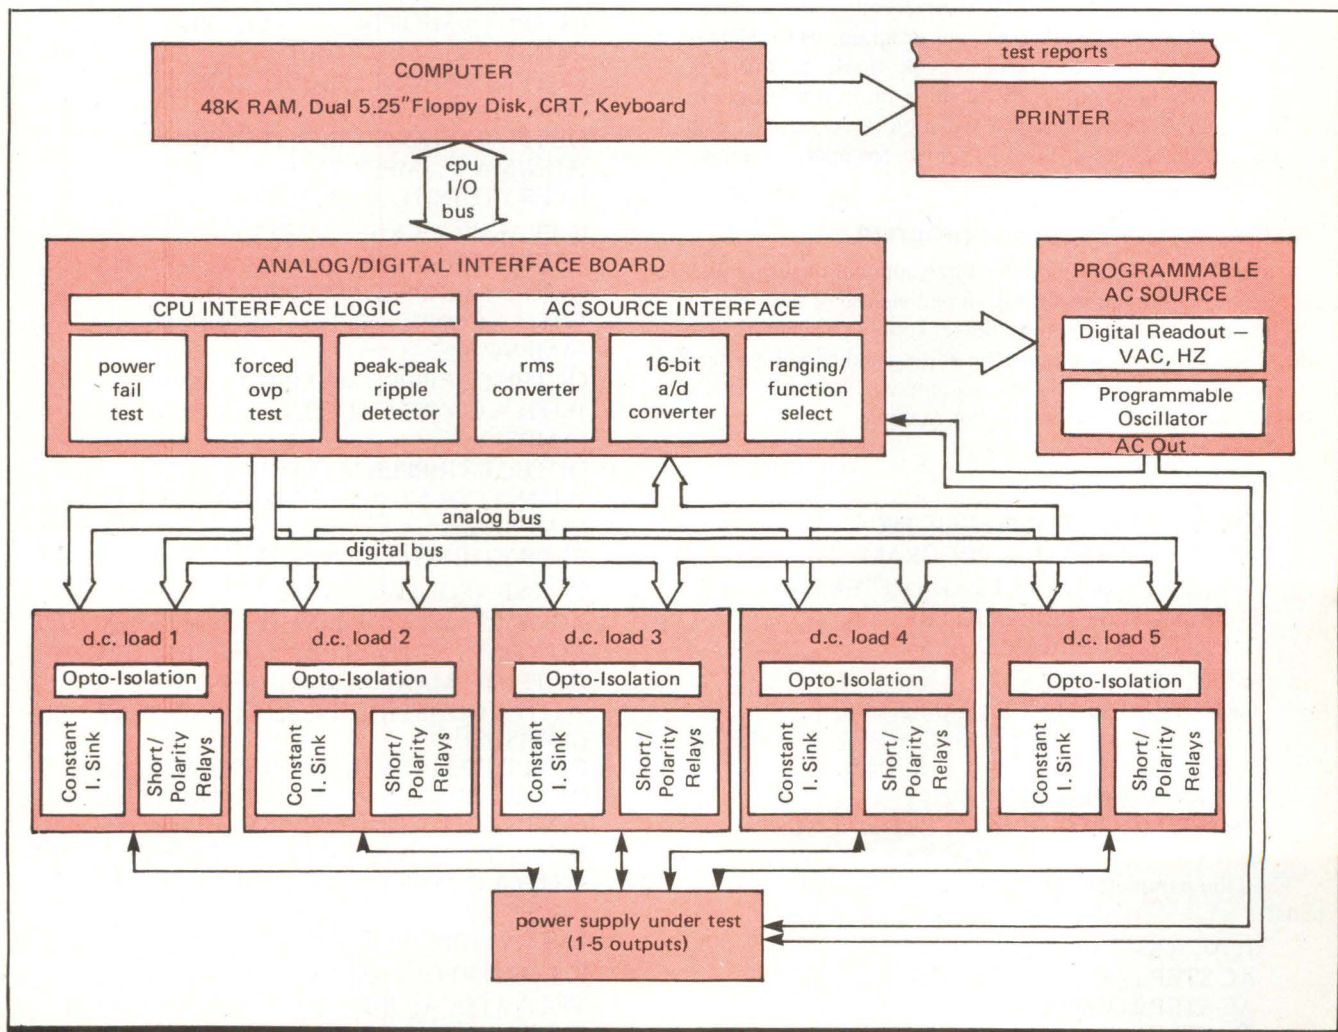 COMPUTER
48K RAM, Dual 5.25" Floppy Disk, CRT, Keyboard
test reports
PRINTER
cpu
I/O
bus
ANALOG/DIGITAL INTERFACE BOARD
CPU INTERFACE LOGIC
AC SOURCE INTERFACE
power
fail
test
forced
ovp
test
peak-peak
ripple
detector
rms
converter
16-bit
a/d
converter
ranging/
function
select
PROGRAMMABLE
AC SOURCE
Digital Readout —
VAC, HZ
Programmable
Oscillator
AC Out
analog bus
digital bus
d.c. load 1
Opto-Isolation
Constant
I. Sink
Short/
Polarity
Relays
d.c. load 2
Opto-Isolation
Constant
I. Sink
Short/
Polarity
Relays
d.c. load 3
Opto-Isolation
Constant
I. Sink
Short/
Polarity
Relays
d.c. load 4
Opto-Isolation
Constant
I. Sink
Short/
Polarity
Relays
d.c. load 5
Opto-Isolation
Constant
I. Sink
Short/
Polarity
Relays
power supply under test
(1-5 outputs)